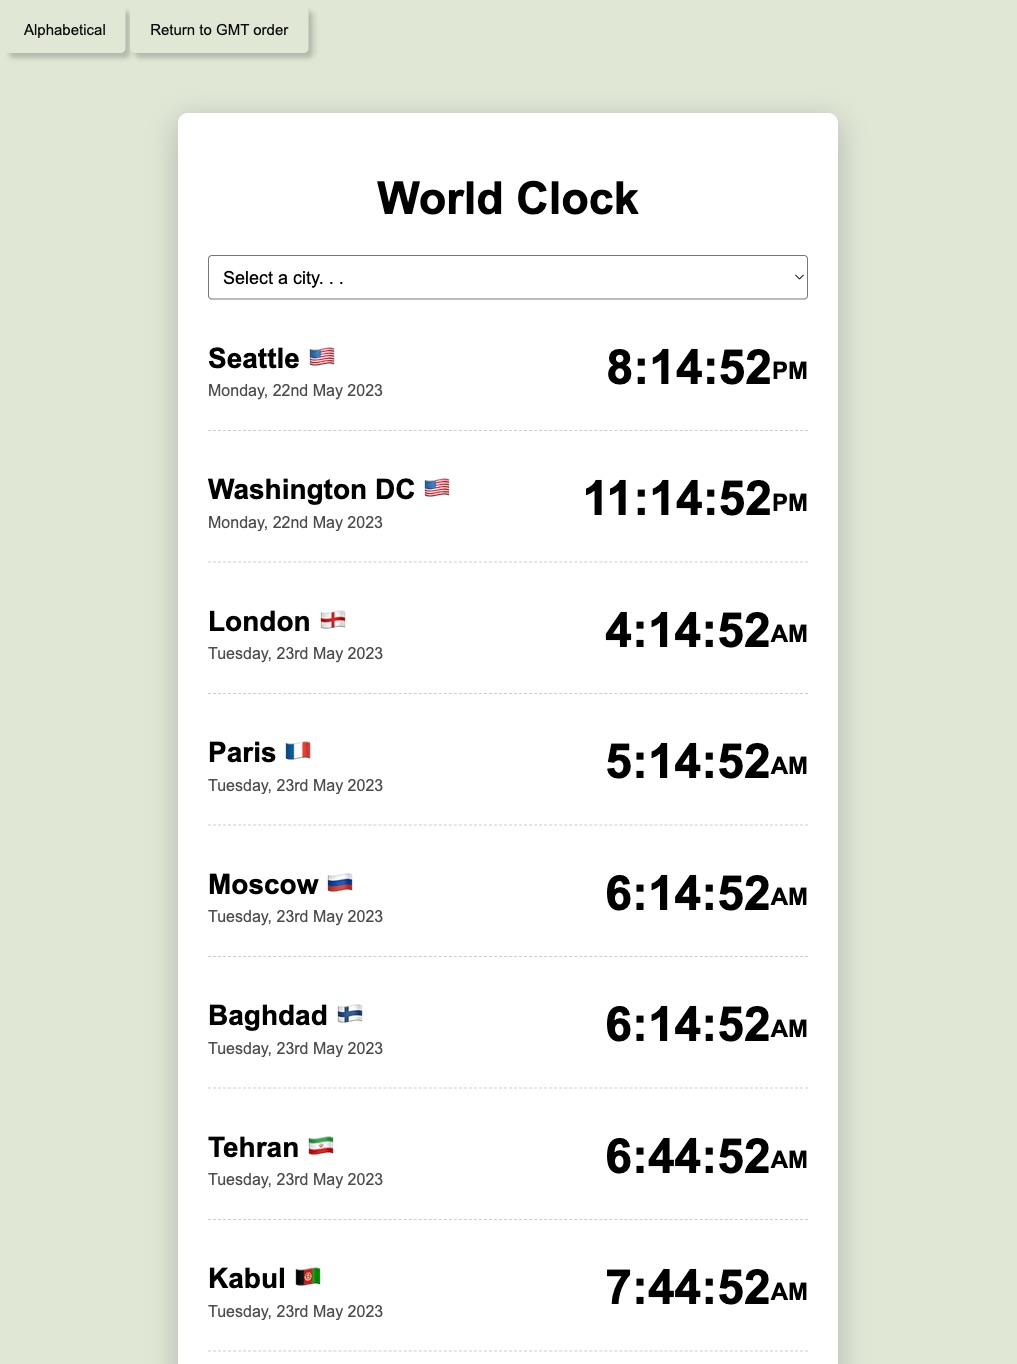 Alphabetical
Return to GMT order
World Clock
Select a city. . .
Seattle 🇺🇸
8:14:52PM
Monday, 22nd May 2023
Washington DC 🇺🇸
11:14:52PM
Monday, 22nd May 2023
London 🏴󠁧󠁢󠁥󠁮󠁧󠁿
4:14:52AM
Tuesday, 23rd May 2023
Paris 🇫🇷
5:14:52AM
Tuesday, 23rd May 2023
Moscow 🇷🇺
6:14:52AM
Tuesday, 23rd May 2023
Baghdad 🇫🇮
6:14:52AM
Tuesday, 23rd May 2023
Tehran 🇮🇷
6:44:52AM
Tuesday, 23rd May 2023
Kabul 🇦🇫
7:44:52AM
Tuesday, 23rd May 2023